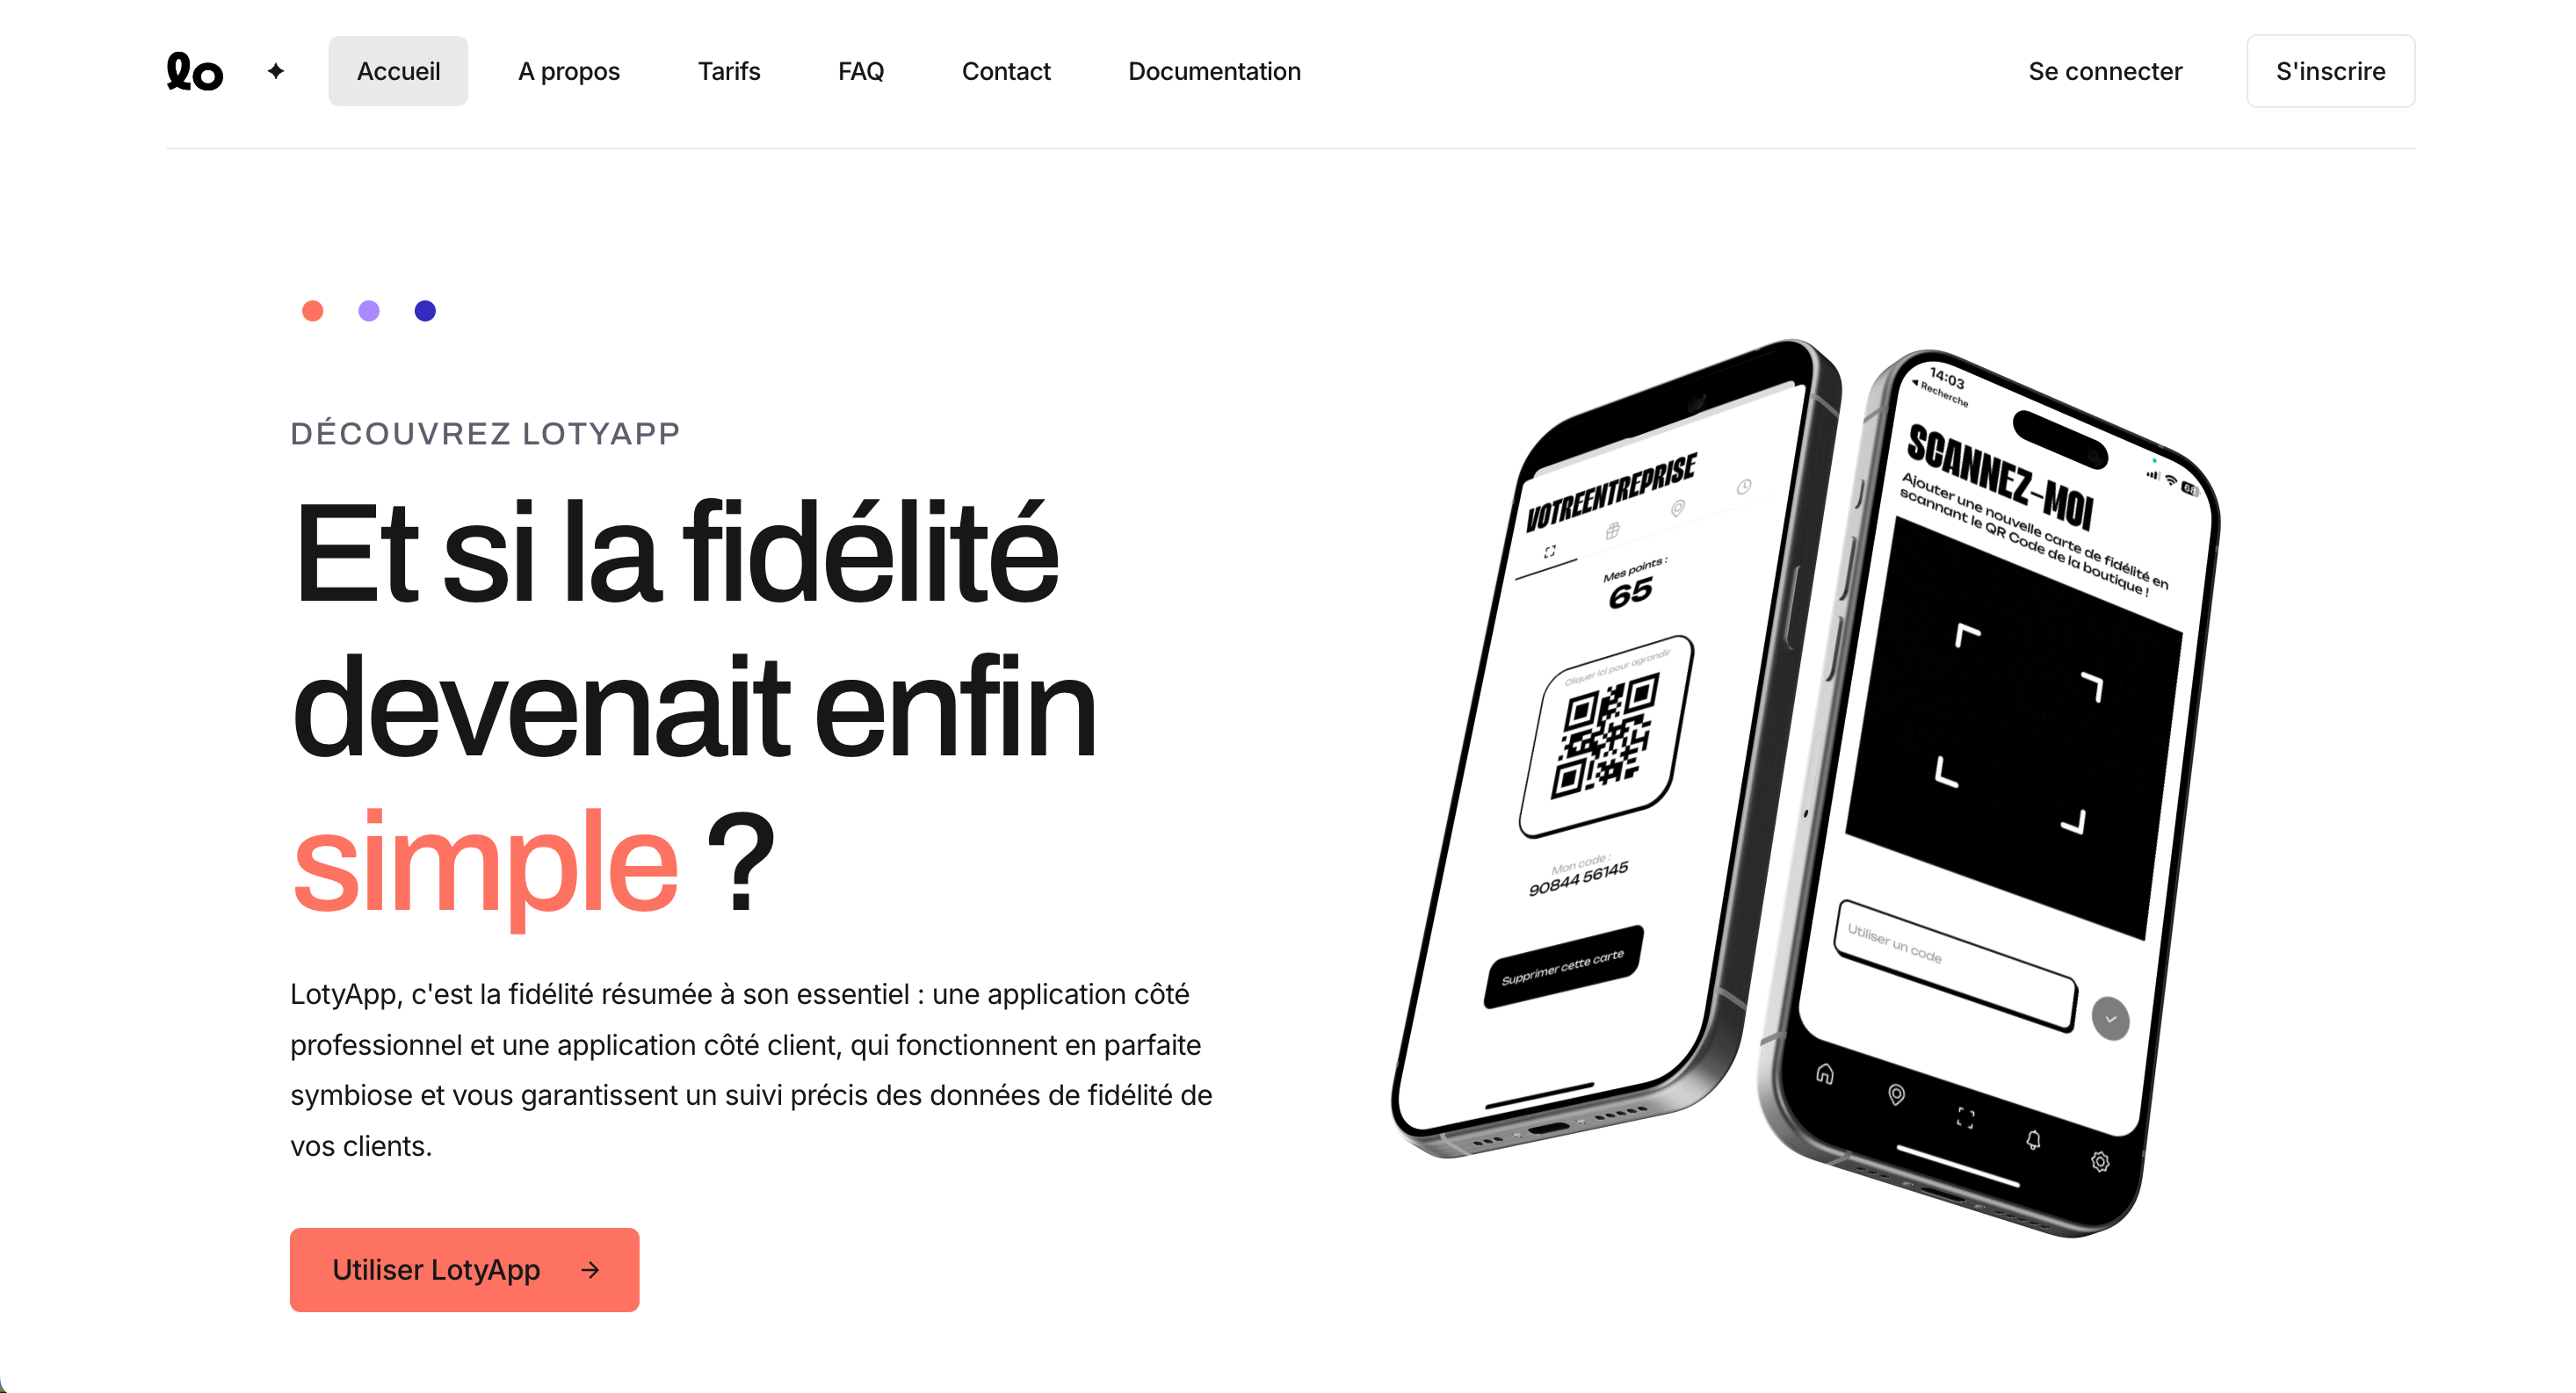 lo
Accueil
A propos
Tarifs
FAQ
Contact
Documentation
Se connecter
S'inscrire
DÉCOUVREZ LOTYAPP
Et si la fidélité
devenait enfin
simple ?
LotyApp, c'est la fidélité résumée à son essentiel : une application côté
professionnel et une application côté client, qui fonctionnent en parfaite
symbiose et vous garantissent un suivi précis des données de fidélité de
vos clients.
Utiliser LotyApp
VOTREENTREPRISE
Mes points :
65
Cliquer ici pour agrandir
Mon code :
90844 56145
Supprimer cette carte
14:03
Recherche
SCANNEZ-MOI
Ajouter une nouvelle carte de fidélité en
scannant le QR Code de la boutique !
Utiliser un code